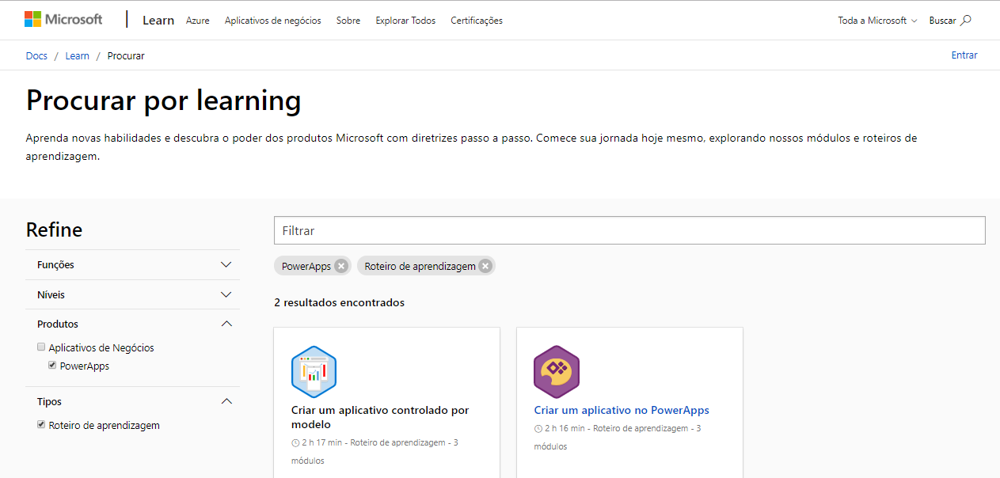 Microsoft
Learn
Azure
Aplicativos de negócios
Sobre
Explorar Todos
Certificações
Toda a Microsoft
Buscar
Docs / Learn / Procurar
Entrar
Procurar por learning
Aprenda novas habilidades e descubra o poder dos produtos Microsoft com diretrizes passo a passo. Comece sua jornada hoje mesmo, explorando nossos módulos e roteiros de
aprendizagem.
Refine
Funções
Níveis
Produtos
Aplicativos de Negócios
PowerApps
Tipos
Roteiro de aprendizagem
Filtrar
PowerApps
Roteiro de aprendizagem
2 resultados encontrados
Criar um aplicativo controlado por
modelo
2 h 17 min - Roteiro de aprendizagem - 3
módulos
Criar um aplicativo no PowerApps
2 h 16 min - Roteiro de aprendizagem - 3
módulos